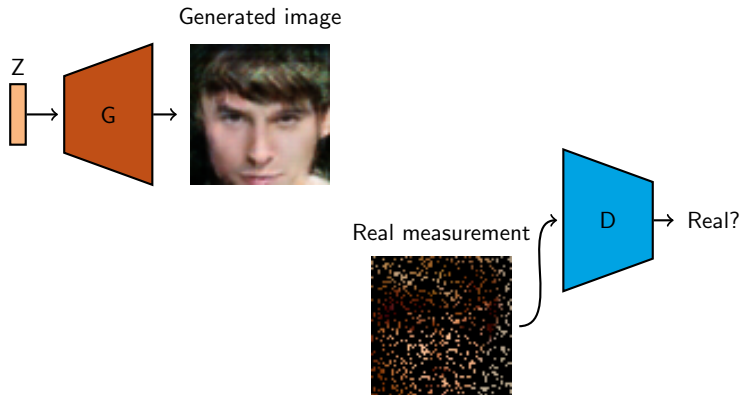 Generated image
Z
G
D
Real?
Real measurement